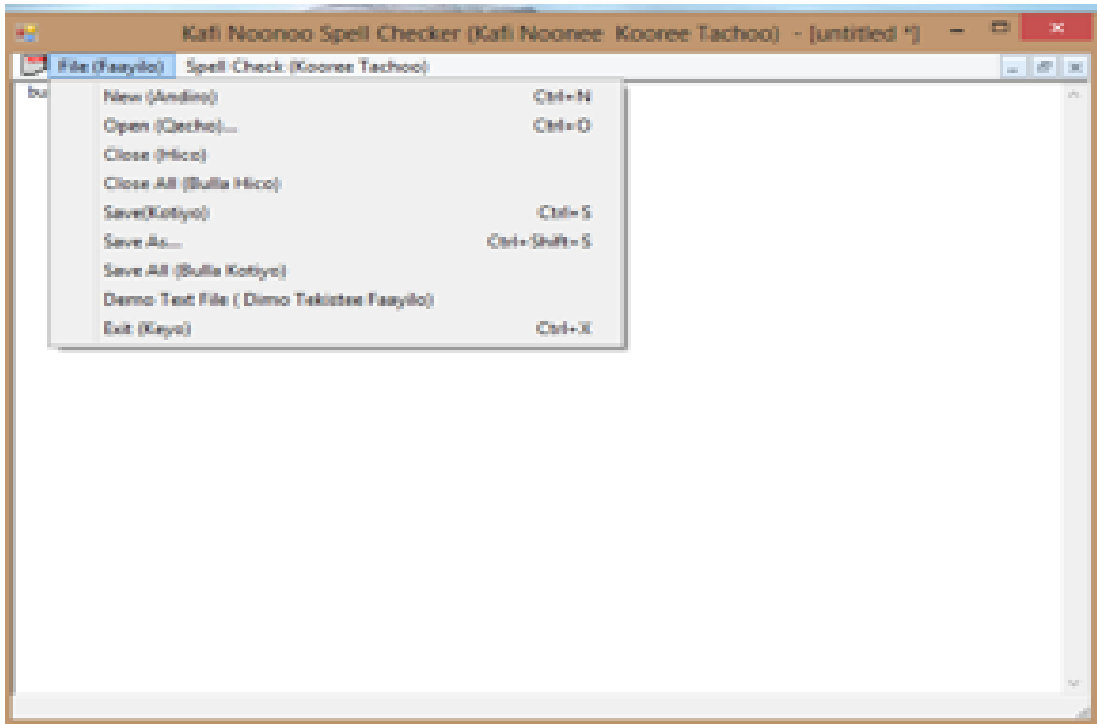 Kafi Noonoo Spell Checker (Kafi Noonee Kooree Tachoo) - [untitled *]
File (Faayilo) Spell Check (Kooree Tachoo)
bu
New (Andiro) Ctrl+N
Open (Qecho)... Ctrl+O
Close (Hico)
Close All (Bulla Hico)
Save(Kotiyo) Ctrl+S
Save As... Ctrl+Shift+S
Save All (Bulla Kotiyo)
Demo Text File ( Dimo Tekistee Faayilo)
Exit (Keyo) Ctrl+X